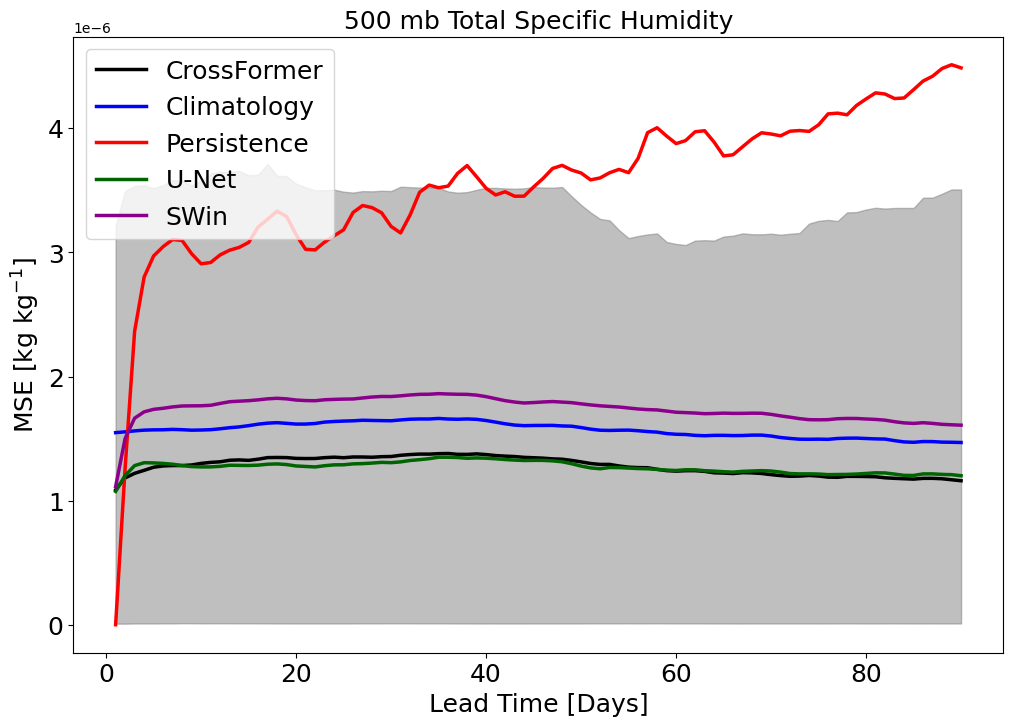 500 mb Total Specific Humidity
1e−6
CrossFormer
Climatology
Persistence
U-Net
SWin
4
3
2
1
0
MSE [kg kg⁻¹]
0 20 40 60 80
Lead Time [Days]